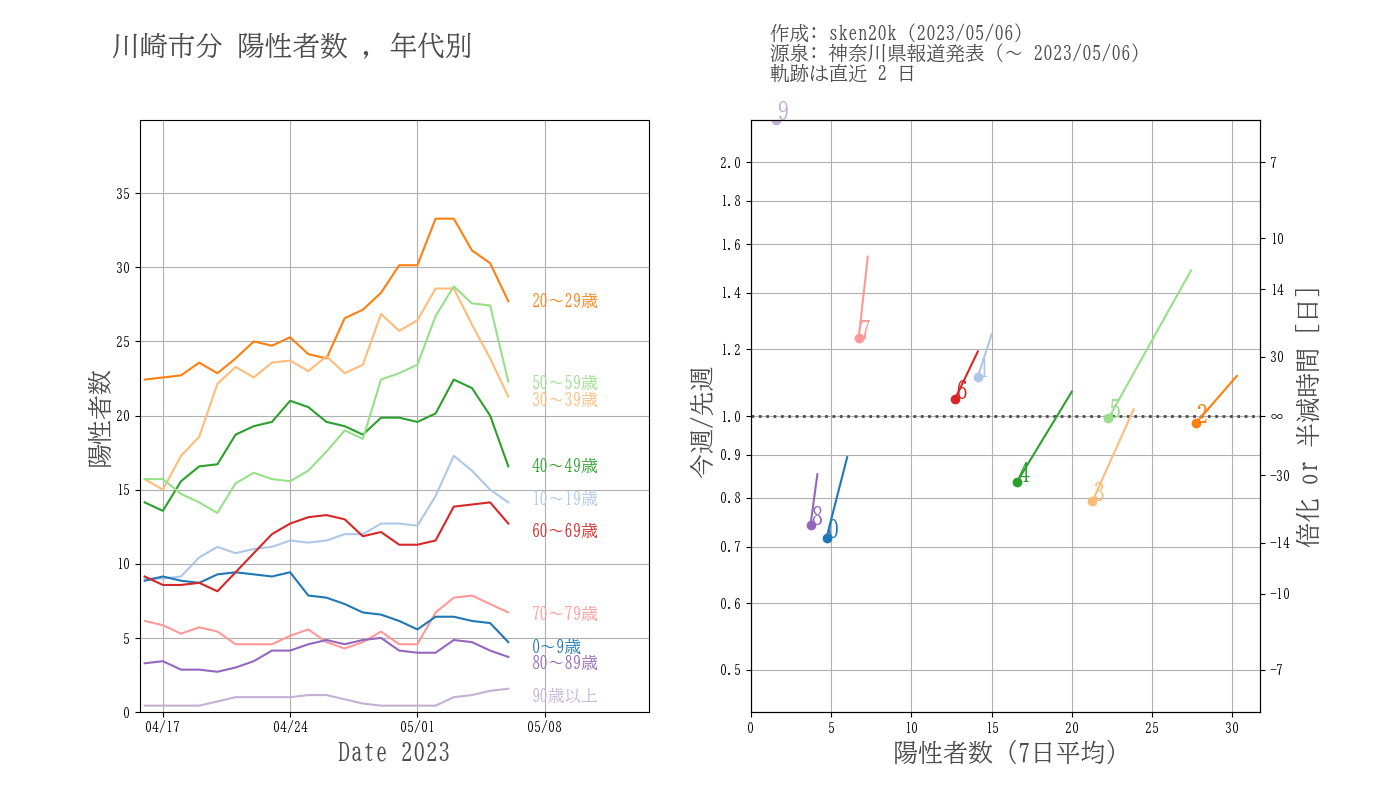 川崎市分 陽性者数 , 年代別
作成: sken20k (2023/05/06)
源泉: 神奈川県報道発表 (〜 2023/05/06)
軌跡は直近 2 日
陽性者数
35
30
25
20
15
10
5
0
04/17
04/24
05/01
05/08
Date 2023
20〜29歳
50〜59歳
30〜39歳
40〜49歳
10〜19歳
60〜69歳
70〜79歳
0〜9歳
80〜89歳
90歳以上
今週/先週
2.0
1.8
1.6
1.4
1.2
1.0
0.9
0.8
0.7
0.6
0.5
9
7
6
1
5
2
4
3
8
0
0
5
10
15
20
25
30
陽性者数 (7日平均)
7
10
14
30
∞
-30
-14
-10
-7
倍化 or 半減時間 [日]